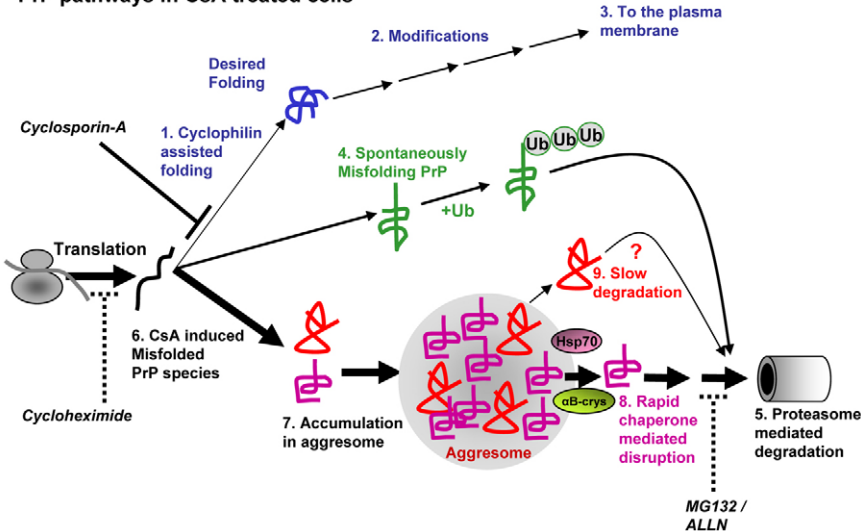 PrP pathways in CsA treated cells
3. To the plasma
membrane
2. Modifications
Desired
Folding
Cyclosporin-A
1. Cyclophilin
assisted
folding
4. Spontaneously
Misfolding PrP
Ub Ub Ub
+Ub
Translation
?
9. Slow
degradation
6. CsA induced
Misfolded
PrP species
Hsp70
αB-crys
Cycloheximide
7. Accumulation
in aggresome
Aggresome
8. Rapid
chaperone
mediated
disruption
5. Proteasome
mediated
degradation
MG132 /
ALLN